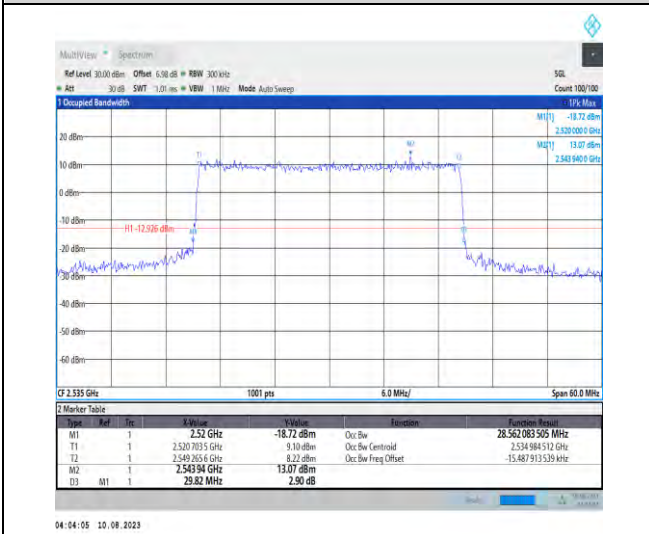 MultiView Spectrum
Ref Level 30.00 dBm Offset 6.98 dB RBW 300 kHz SGL
Att 30 dB SWT 1.01 ms VBW 1 MHz Mode Auto Sweep Count 100/100
1 Occupied Bandwidth 1Pk Max
M1[1] -18.72 dBm
2.520 000 0 GHz
M2[1] 13.07 dBm
2.543 940 0 GHz
20 dBm
M2
T1
T2
10 dBm
0 dBm
-10 dBm
H1 -12.926 dBm
M1
D3
-20 dBm
-30 dBm
-40 dBm
-50 dBm
-60 dBm
CF 2.535 GHz 1001 pts 6.0 MHz/ Span 60.0 MHz
2 Marker Table
Type Ref Trc X-Value Y-Value Function Function Result
M1 1 2.52 GHz -18.72 dBm Occ Bw 28.562 083 505 MHz
T1 1 2.520 703 5 GHz 9.10 dBm Occ Bw Centroid 2.534 984 512 GHz
T2 1 2.549 265 6 GHz 8.22 dBm Occ Bw Freq Offset -15.487 913 539 kHz
M2 1 2.543 94 GHz 13.07 dBm
D3 M1 1 29.82 MHz 2.90 dB
04:04:05 10.08.2023